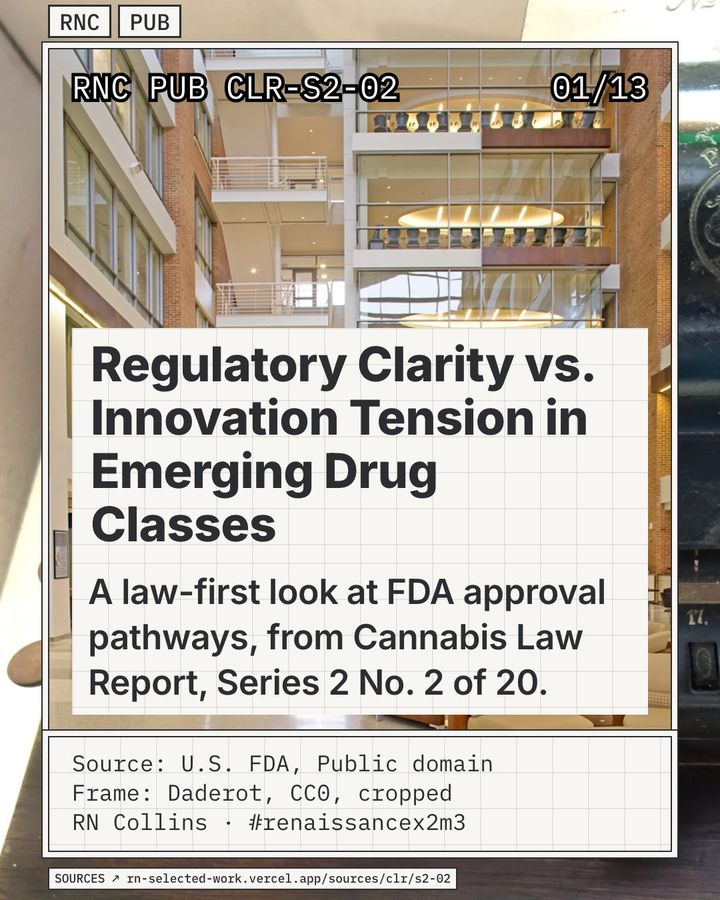 RNC PUB
RNC PUB CLR-S2-02 01/13
Regulatory Clarity vs.
Innovation Tension in
Emerging Drug
Classes
A law-first look at FDA approval
pathways, from Cannabis Law
Report, Series 2 No. 2 of 20.
Source: U.S. FDA, Public domain
Frame: Daderot, CC0, cropped
RN Collins · #renaissancex2m3
SOURCES ↗ rn-selected-work.vercel.app/sources/clr/s2-02
17.